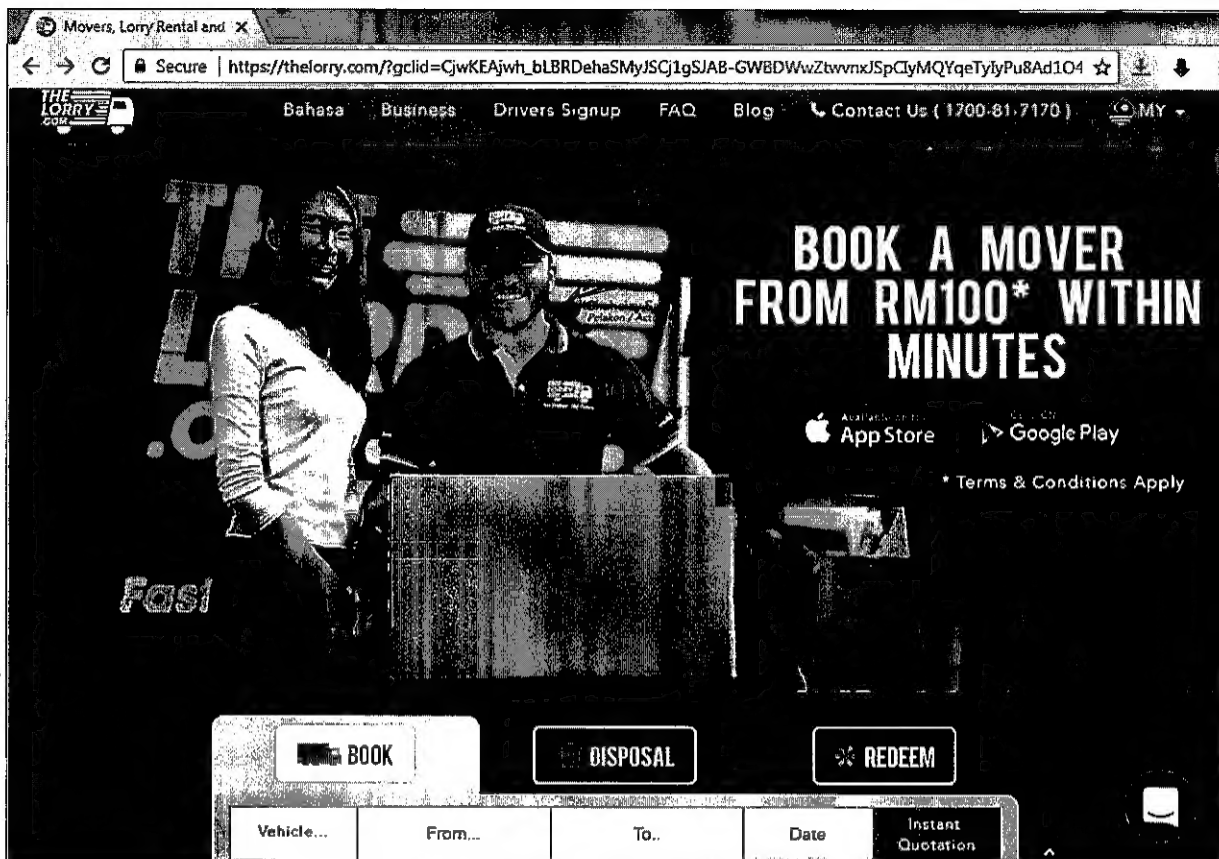 Movers, Lorry Rental and
Secure
https://thelorry.com/?gclid=CjwKEAjwh_bLBRDehaSMyJSCj1gSJAB-GWBDWwZtwvnxJSpCIyMQYqeTyIyPu8Ad1O4
THE LORRY .COM
Bahasa Business Drivers Signup FAQ Blog Contact Us ( 1700-81-7170 ) MY
BOOK A MOVER
FROM RM100* WITHIN
MINUTES
App Store
Google Play
* Terms & Conditions Apply
Fast
BOOK DISPOSAL REDEEM
Vehicle... From... To.. Date Instant
Quotation